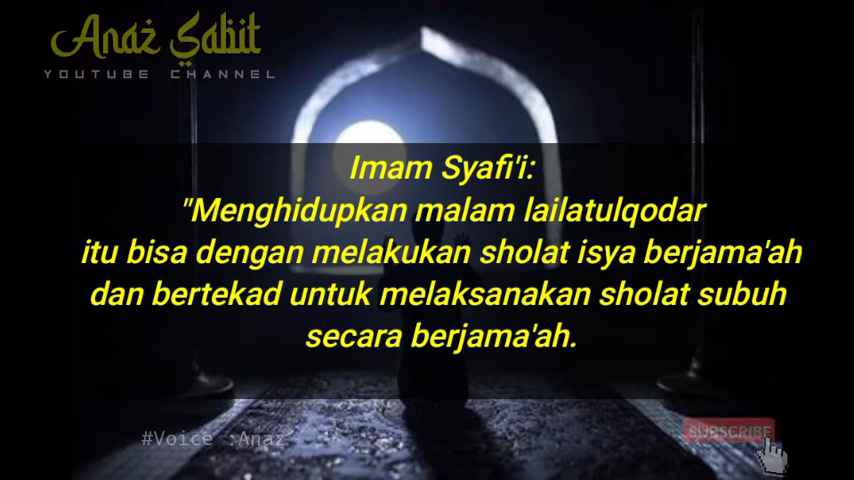 Anaz Sabit
YOUTUBE CHANNEL
Imam Syafi'i:
"Menghidupkan malam lailatulqodar
itu bisa dengan melakukan sholat isya berjama'ah
dan bertekad untuk melaksanakan sholat subuh
secara berjama'ah.
#Voice :Anaz
SUBSCRIBE